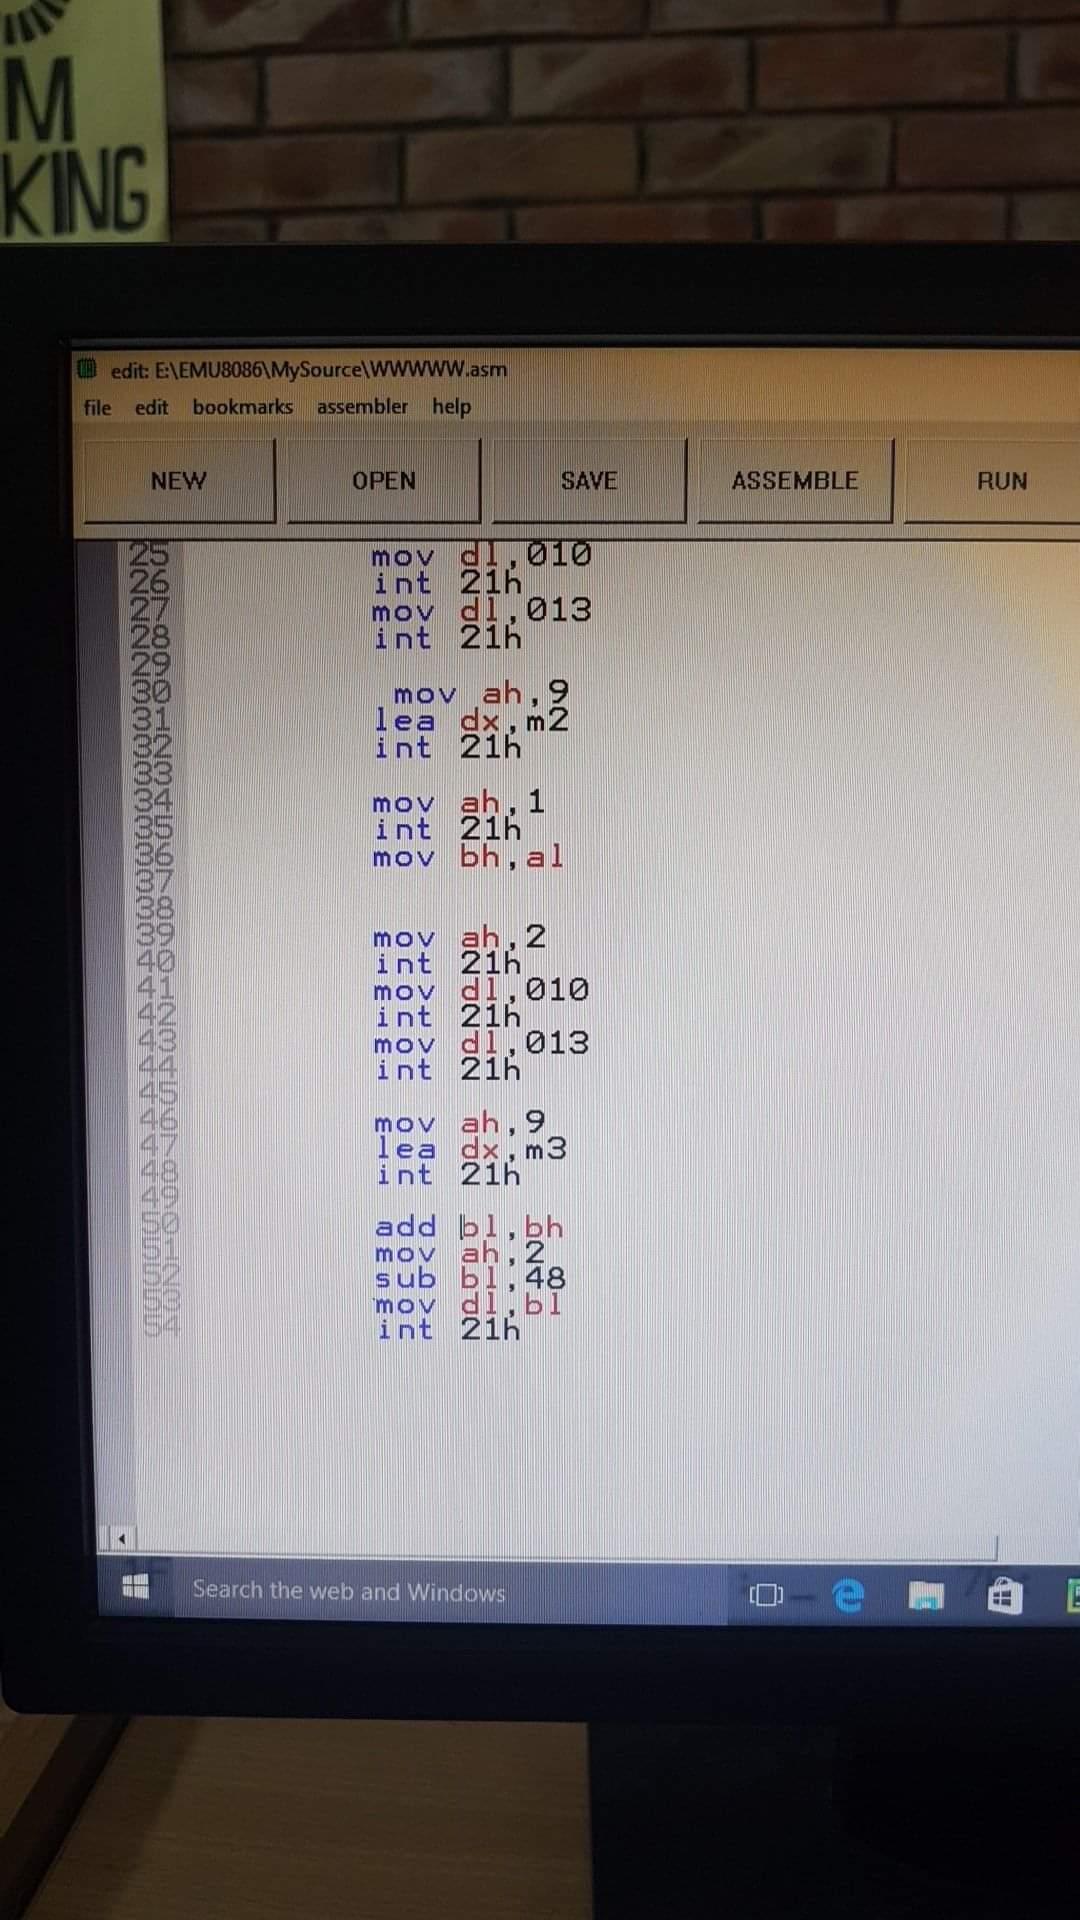 M
KING
edit: E:\EMU8086\MySource\WWWWW.asm
file edit bookmarks assembler help
NEW OPEN SAVE ASSEMBLE RUN
25 mov dl,010
26 int 21h
27 mov dl,013
28 int 21h
29
30 mov ah,9
31 lea dx,m2
32 int 21h
33
34 mov ah,1
35 int 21h
36 mov bh,al
37
38
39 mov ah,2
40 int 21h
41 mov dl,010
42 int 21h
43 mov dl,013
44 int 21h
45
46 mov ah,9
47 lea dx,m3
48 int 21h
49
50 add bl,bh
51 mov ah,2
52 sub bl,48
53 mov dl,bl
54 int 21h
Search the web and Windows